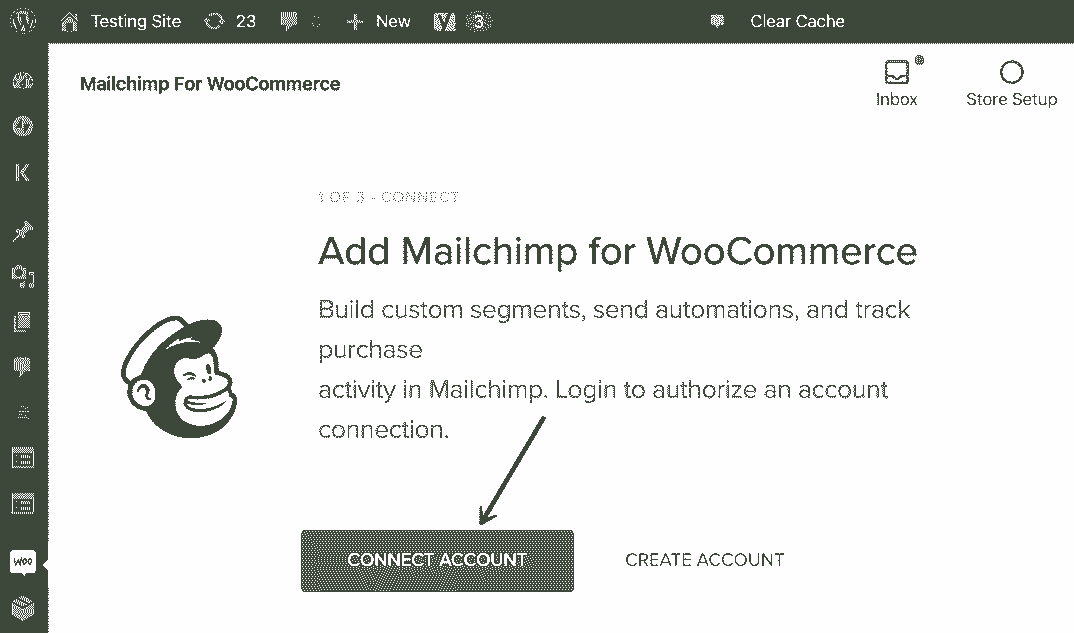 Testing Site 23 New 3 Clear Cache
Mailchimp For WooCommerce
Inbox
Store Setup
K
1 OF 3 - CONNECT
Add Mailchimp for WooCommerce
Build custom segments, send automations, and track
purchase
activity in Mailchimp. Login to authorize an account
connection.
CONNECT ACCOUNT
CREATE ACCOUNT
woo